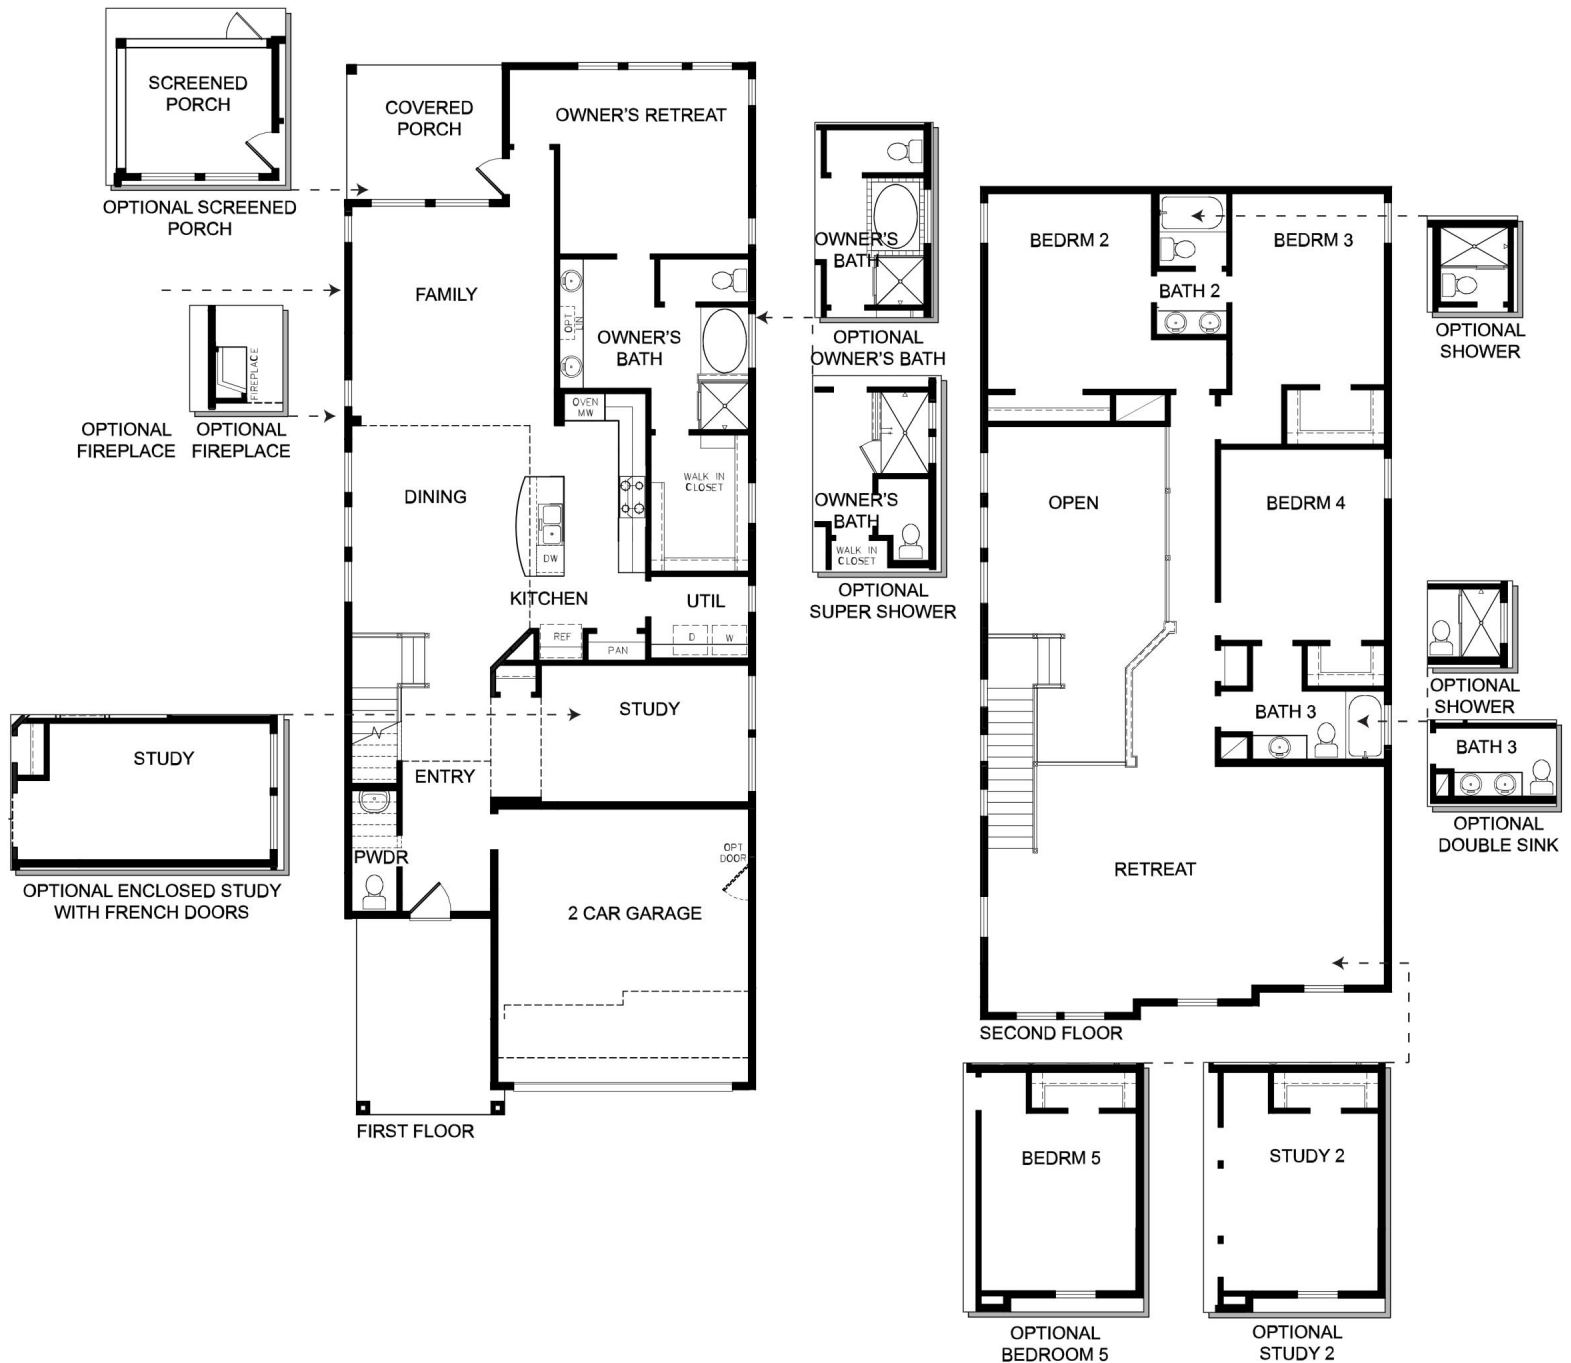 SCREENED
PORCH
OPTIONAL SCREENED
PORCH
COVERED
PORCH
OWNER'S RETREAT
FAMILY
FIREPLACE
OPTIONAL
FIREPLACE
OPTIONAL
FIREPLACE
OPT
LIN
OWNER'S
BATH
OVEN
MW
DINING
WALK IN
CLOSET
DW
KITCHEN
UTIL
REF
PAN
D
W
STUDY
ENTRY
PWDR
OPT
DOOR
2 CAR GARAGE
FIRST FLOOR
STUDY
OPTIONAL ENCLOSED STUDY
WITH FRENCH DOORS
OWNER'S
BATH
OPTIONAL
OWNER'S BATH
OWNER'S
BATH
WALK IN
CLOSET
OPTIONAL
SUPER SHOWER
BEDRM 2
BATH 2
BEDRM 3
OPTIONAL
SHOWER
OPEN
BEDRM 4
BATH 3
OPTIONAL
SHOWER
BATH 3
OPTIONAL
DOUBLE SINK
RETREAT
SECOND FLOOR
BEDRM 5
OPTIONAL
BEDROOM 5
STUDY 2
OPTIONAL
STUDY 2